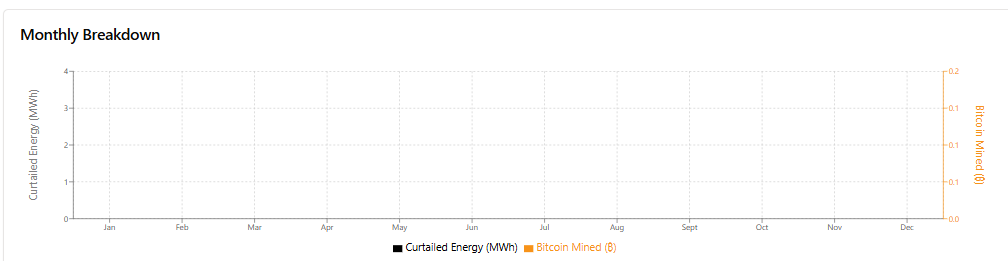 Monthly Breakdown
Curtailed Energy (MWh)
4
3
2
1
0
Jan Feb Mar Apr May Jun Jul Aug Sept Oct Nov Dec
0.2
0.1
0.1
0.1
0.0
Bitcoin Mined (₿)
Curtailed Energy (MWh) Bitcoin Mined (₿)